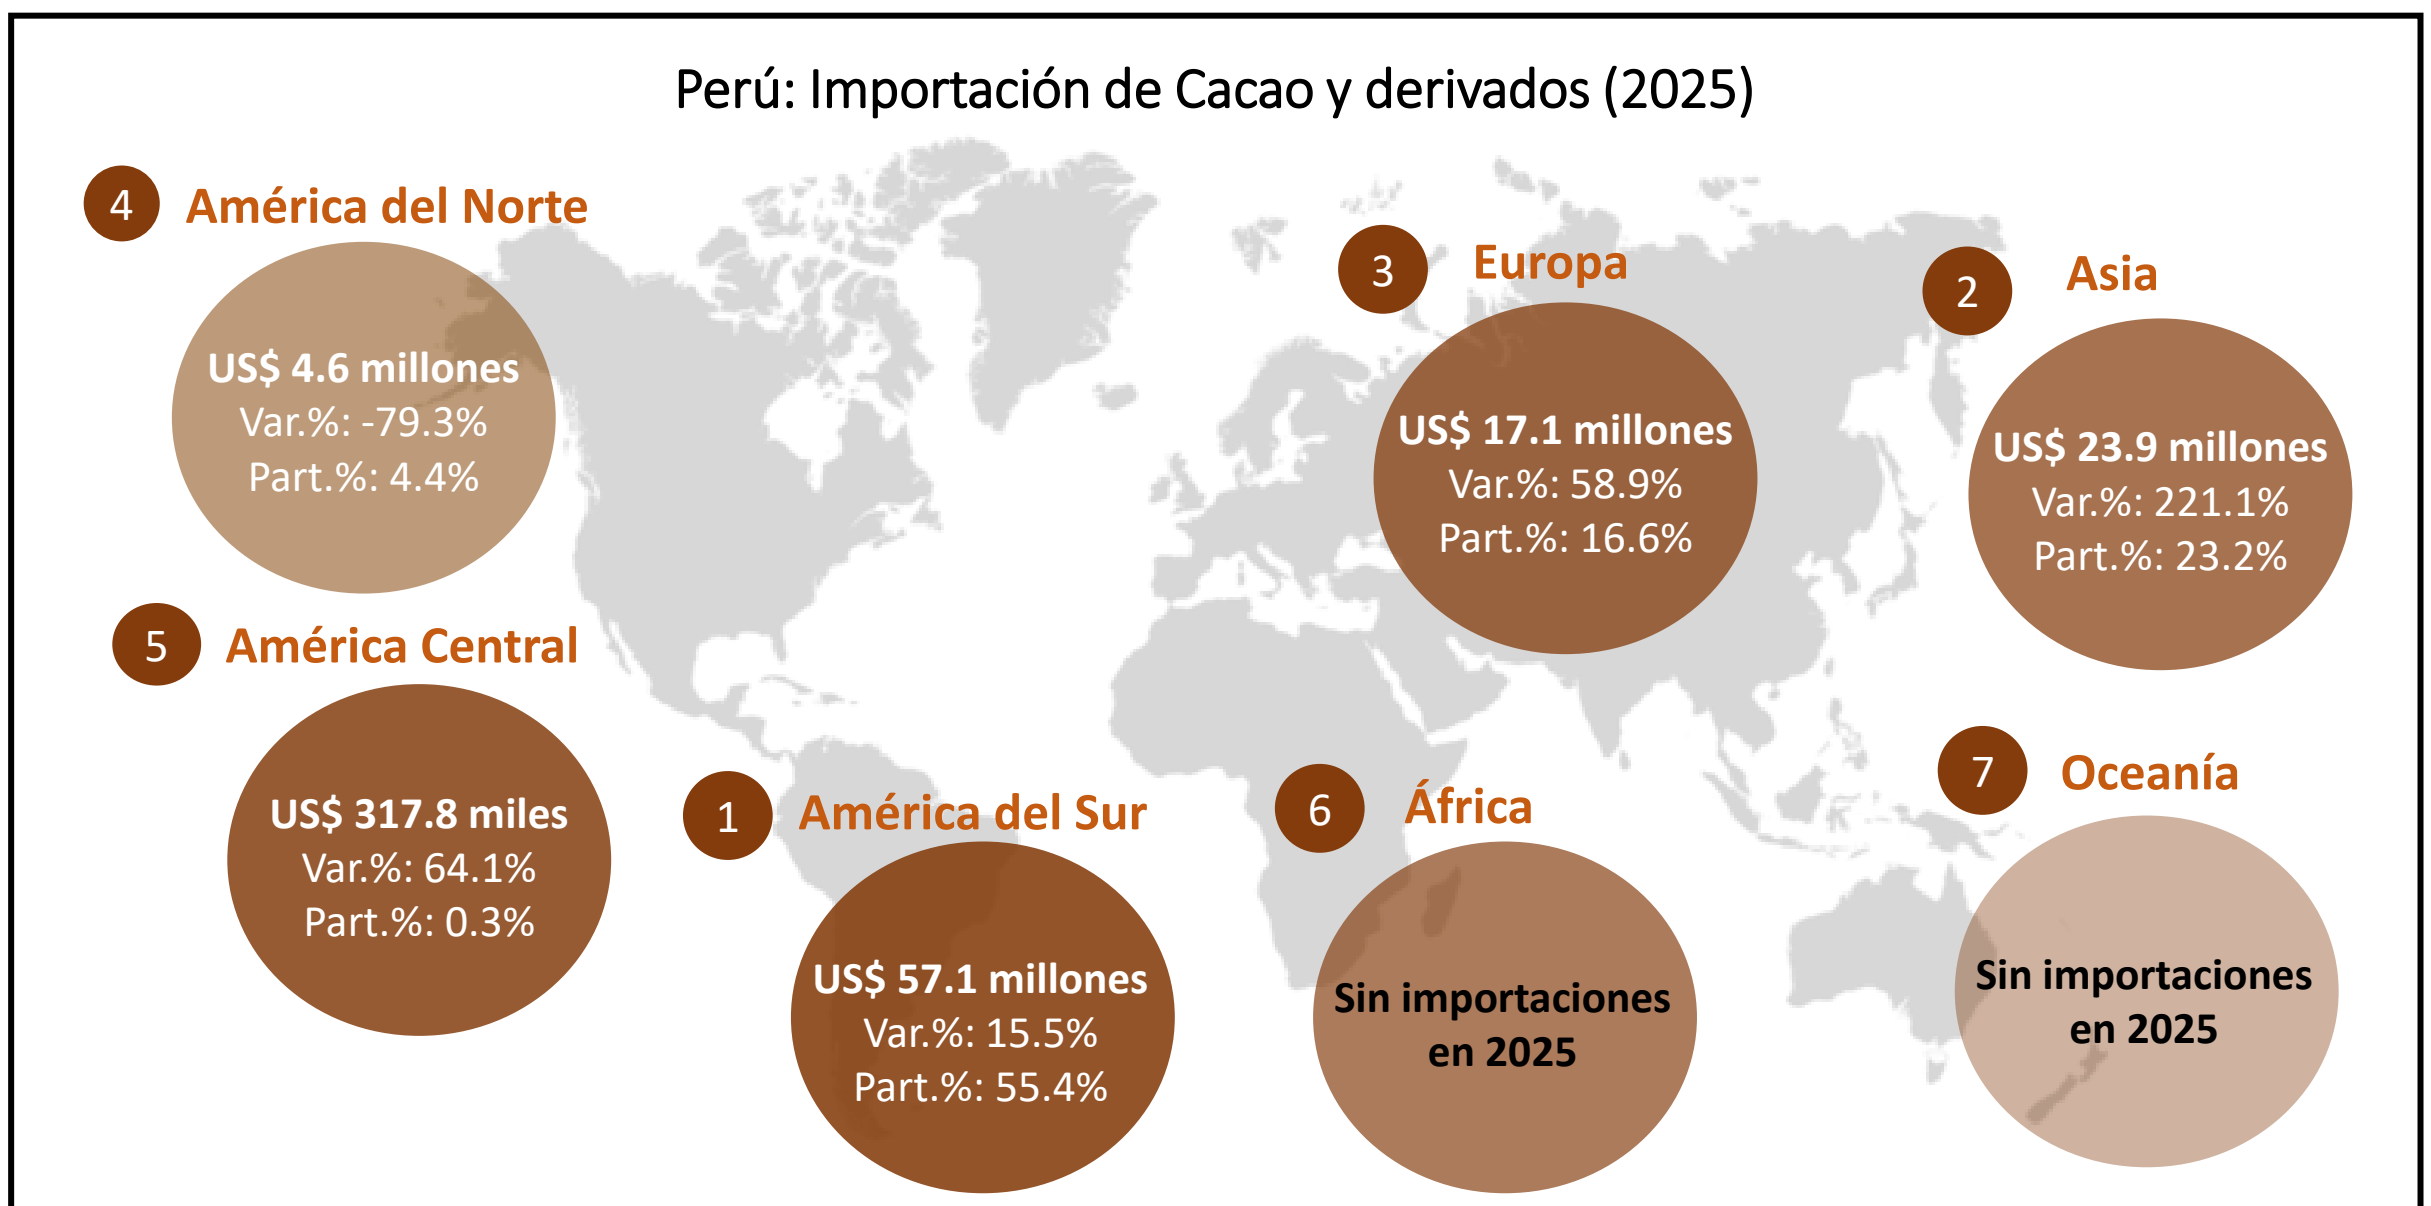 Perú: Importación de Cacao y derivados (2025)
4
América del Norte
US$ 4.6 millones
Var.%: -79.3%
Part.%: 4.4%
3
Europa
US$ 17.1 millones
Var.%: 58.9%
Part.%: 16.6%
2
Asia
US$ 23.9 millones
Var.%: 221.1%
Part.%: 23.2%
5
América Central
US$ 317.8 miles
Var.%: 64.1%
Part.%: 0.3%
1
América del Sur
US$ 57.1 millones
Var.%: 15.5%
Part.%: 55.4%
6
África
Sin importaciones
en 2025
7
Oceanía
Sin importaciones
en 2025